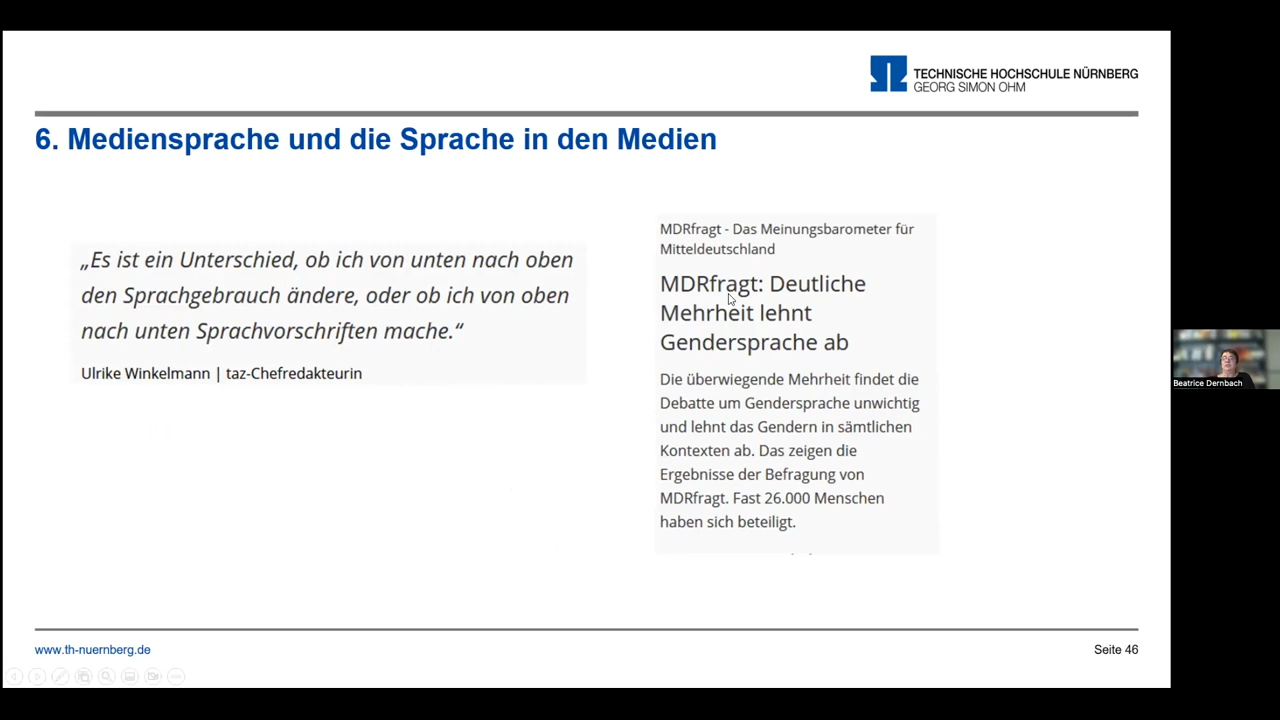 TECHNISCHE HOCHSCHULE NÜRNBERG
GEORG SIMON OHM
6. Mediensprache und die Sprache in den Medien
„Es ist ein Unterschied, ob ich von unten nach oben
den Sprachgebrauch ändere, oder ob ich von oben
nach unten Sprachvorschriften mache.“
Ulrike Winkelmann | taz-Chefredakteurin
MDRfragt - Das Meinungsbarometer für
Mitteldeutschland
MDRfragt: Deutliche
Mehrheit lehnt
Gendersprache ab
Die überwiegende Mehrheit findet die
Debatte um Gendersprache unwichtig
und lehnt das Gendern in sämtlichen
Kontexten ab. Das zeigen die
Ergebnisse der Befragung von
MDRfragt. Fast 26.000 Menschen
haben sich beteiligt.
Beatrice Dernbach
www.th-nuernberg.de
Seite 46